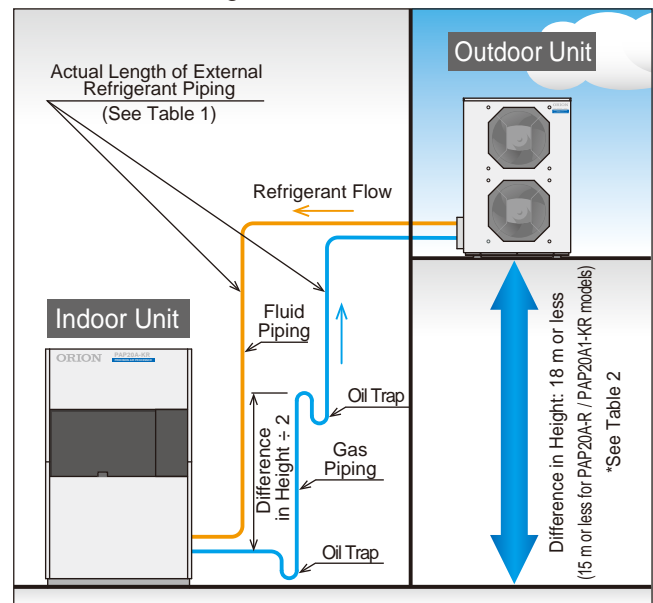 Outdoor Unit
Actual Length of External
Refrigerant Piping
(See Table 1)
ORION
Refrigerant Flow
Indoor Unit
Fluid
Piping
ORION
PAP20A-KR
Oil Trap
Difference
in Height ÷ 2
Gas
Piping
Oil Trap
Difference in Height: 18 m or less
(15 m or less for PAP20A-R / PAP20A1-KR models)
*See Table 2